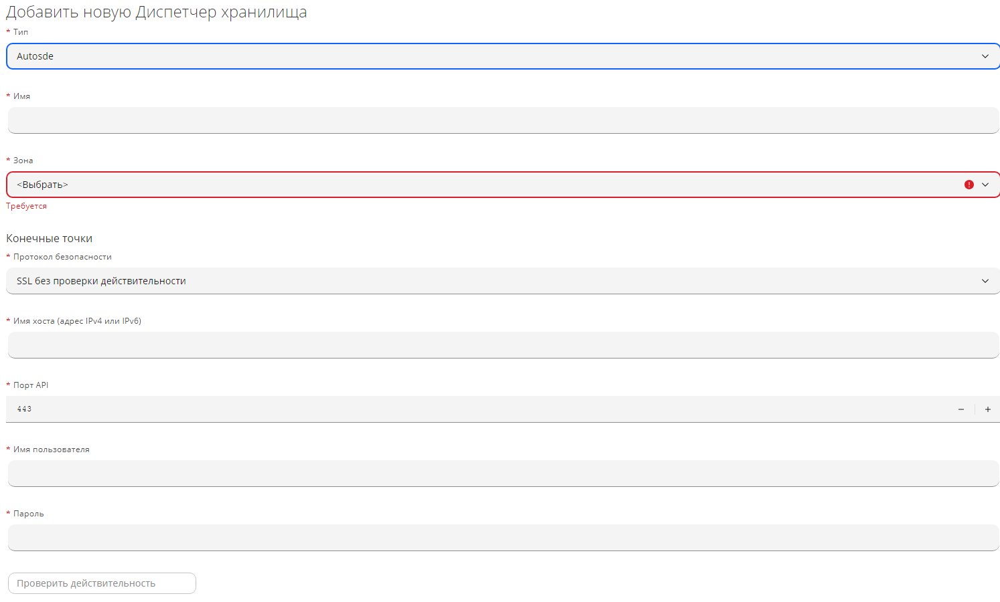 Добавить новую Диспетчер хранилища
* Тип
Autosde
* Имя
* Зона
<Выбрать>
Требуется
Конечные точки
* Протокол безопасности
SSL без проверки действительности
* Имя хоста (адрес IPv4 или IPv6)
* Порт API
443
* Имя пользователя
* Пароль
Проверить действительность